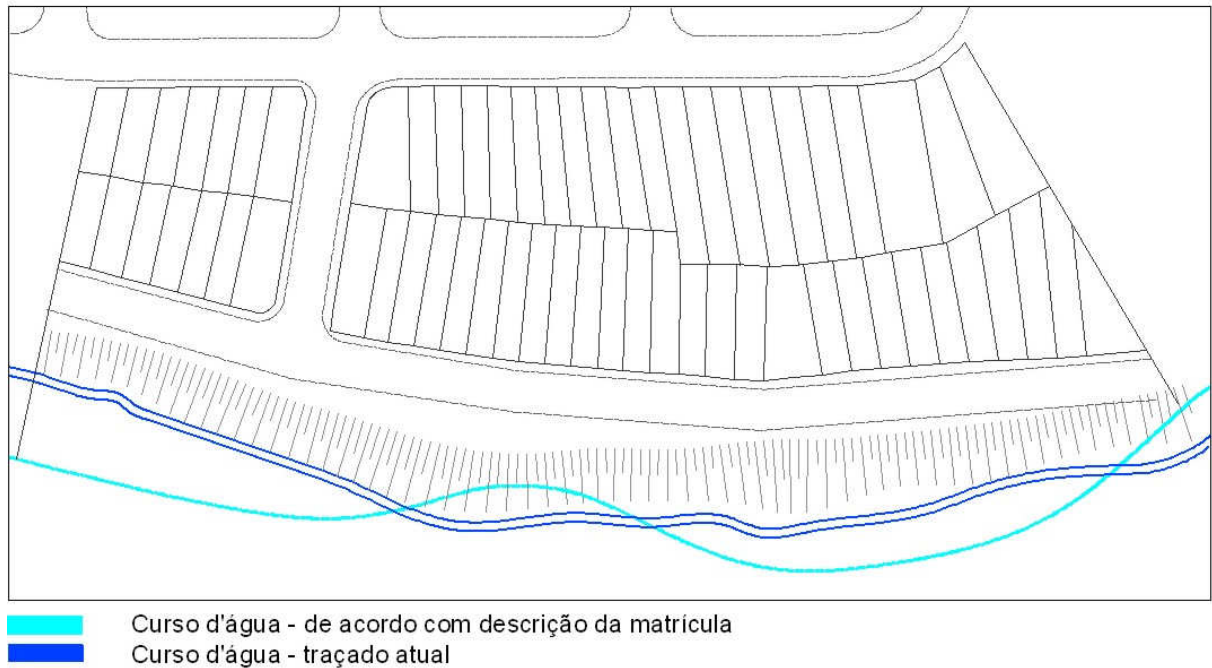 Curso d'água - de acordo com descrição da matrícula
Curso d'água - traçado atual